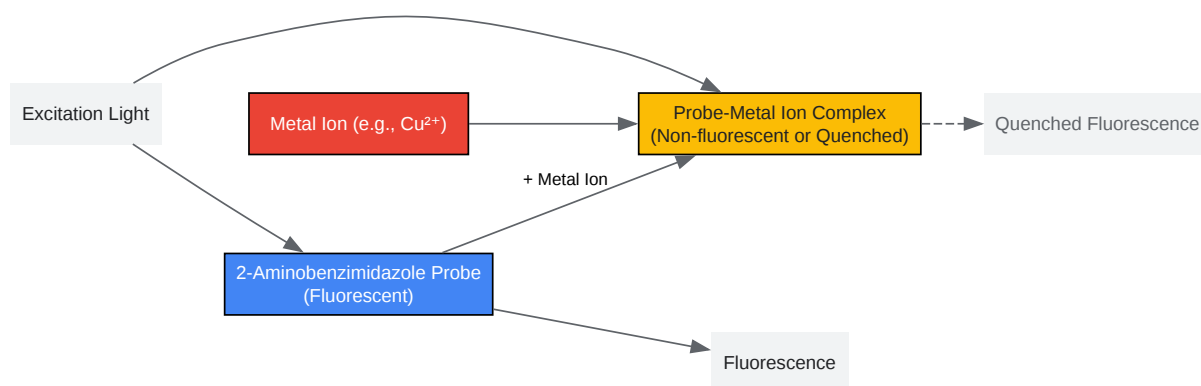 Excitation Light
Metal Ion (e.g., Cu²⁺)
Probe-Metal Ion Complex
(Non-fluorescent or Quenched)
Quenched Fluorescence
+ Metal Ion
2-Aminobenzimidazole Probe
(Fluorescent)
Fluorescence